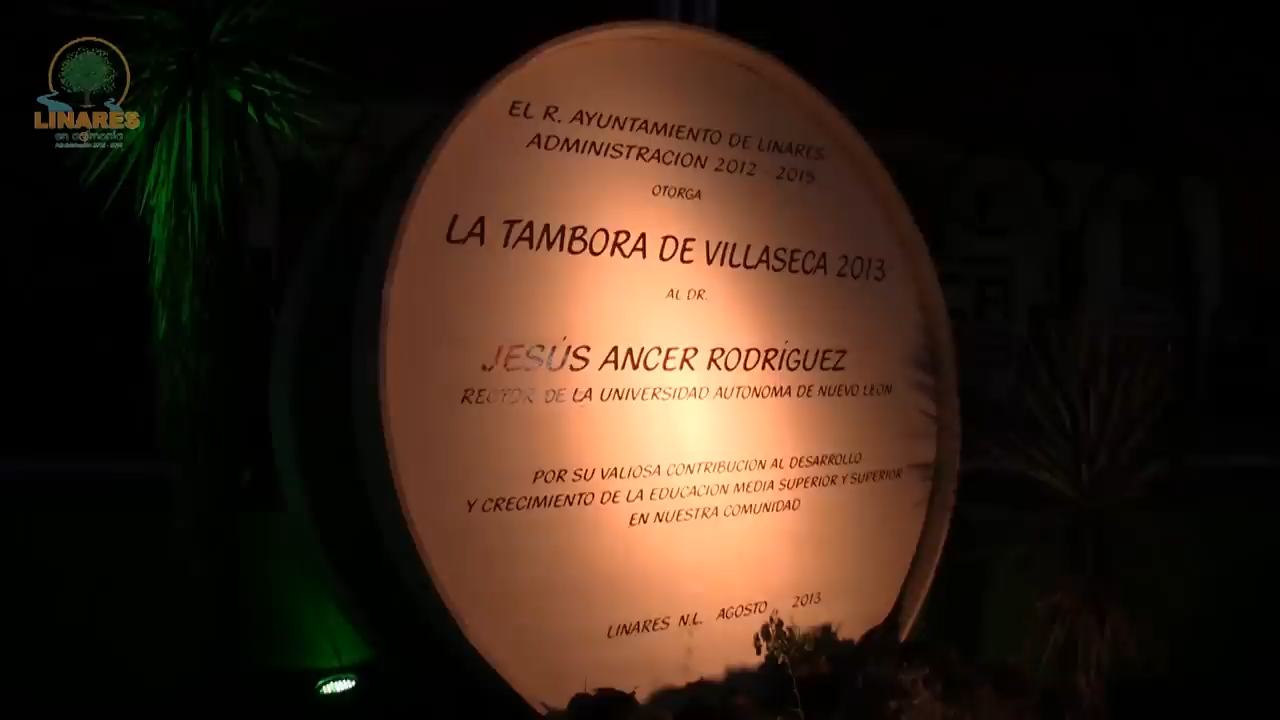 LINARES
en armonía
EL R. AYUNTAMIENTO DE LINARES
ADMINISTRACION 2012 - 2015
OTORGA
LA TAMBORA DE VILLASECA 2013
AL DR.
JESÚS ANCER RODRÍGUEZ
RECTOR DE LA UNIVERSIDAD AUTONOMA DE NUEVO LEON
POR SU VALIOSA CONTRIBUCION AL DESARROLLO
Y CRECIMIENTO DE LA EDUCACION MEDIA SUPERIOR Y SUPERIOR
EN NUESTRA COMUNIDAD
LINARES N.L. AGOSTO, 2013